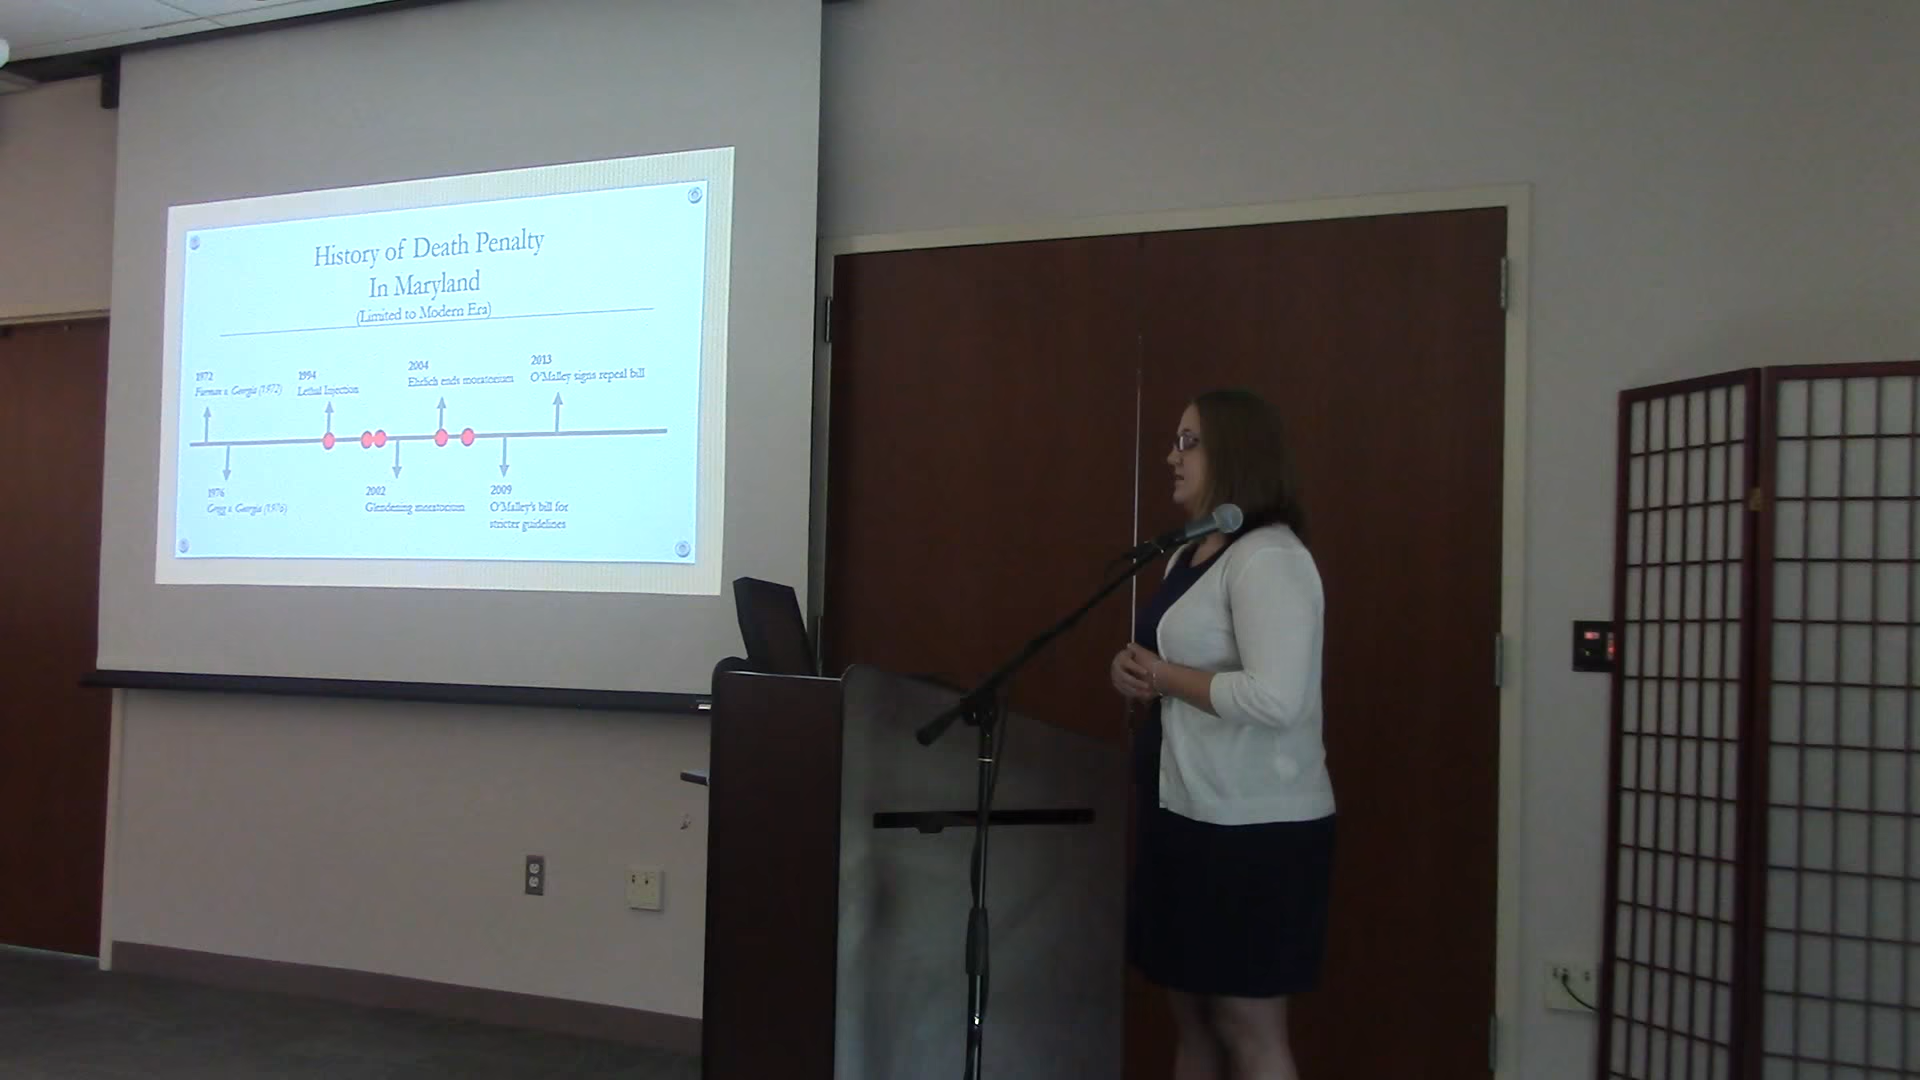 History of Death Penalty
In Maryland
(Limited to Modern Era)
1972
Furman v. Georgia (1972)
1994
Lethal Injection
2004
Ehrlich ends moratorium
2013
O'Malley signs repeal bill
1976
Gregg v. Georgia (1976)
2002
Glendening moratorium
2009
O'Malley's bill for
stricter guidelines